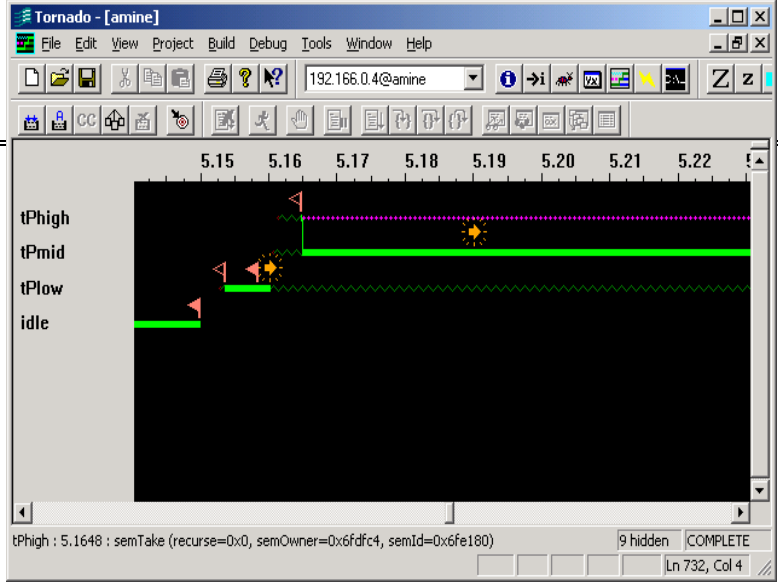 Tornado - [amine]
File Edit View Project Build Debug Tools Window Help
192.166.0.4@amine
Z z
CC
5.15 5.16 5.17 5.18 5.19 5.20 5.21 5.22
tPhigh
tPmid
tPlow
idle
tPhigh : 5.1648 : semTake (recurse=0x0, semOwner=0x6fdfc4, semId=0x6fe180) 9 hidden COMPLETE
Ln 732, Col 4